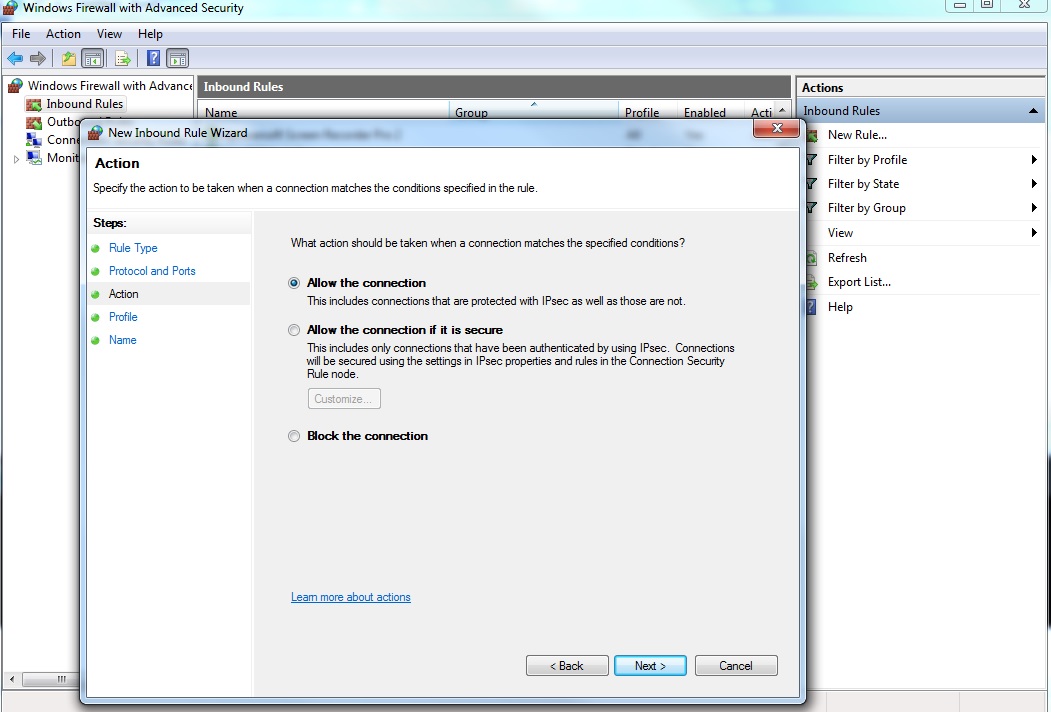 Windows Firewall with Advanced Security
File Action View Help
Windows Firewall with Advance
Inbound Rules
Outbo
Conne
Monit
Inbound Rules
Name Group Profile Enabled Acti
New Inbound Rule Wizard
Action
Specify the action to be taken when a connection matches the conditions specified in the rule.
Steps:
Rule Type
Protocol and Ports
Action
Profile
Name
What action should be taken when a connection matches the specified conditions?
Allow the connection
This includes connections that are protected with IPsec as well as those are not.
Allow the connection if it is secure
This includes only connections that have been authenticated by using IPsec. Connections
will be secured using the settings in IPsec properties and rules in the Connection Security
Rule node.
Customize...
Block the connection
Learn more about actions
< Back Next > Cancel
Actions
Inbound Rules
New Rule...
Filter by Profile
Filter by State
Filter by Group
View
Refresh
Export List...
Help